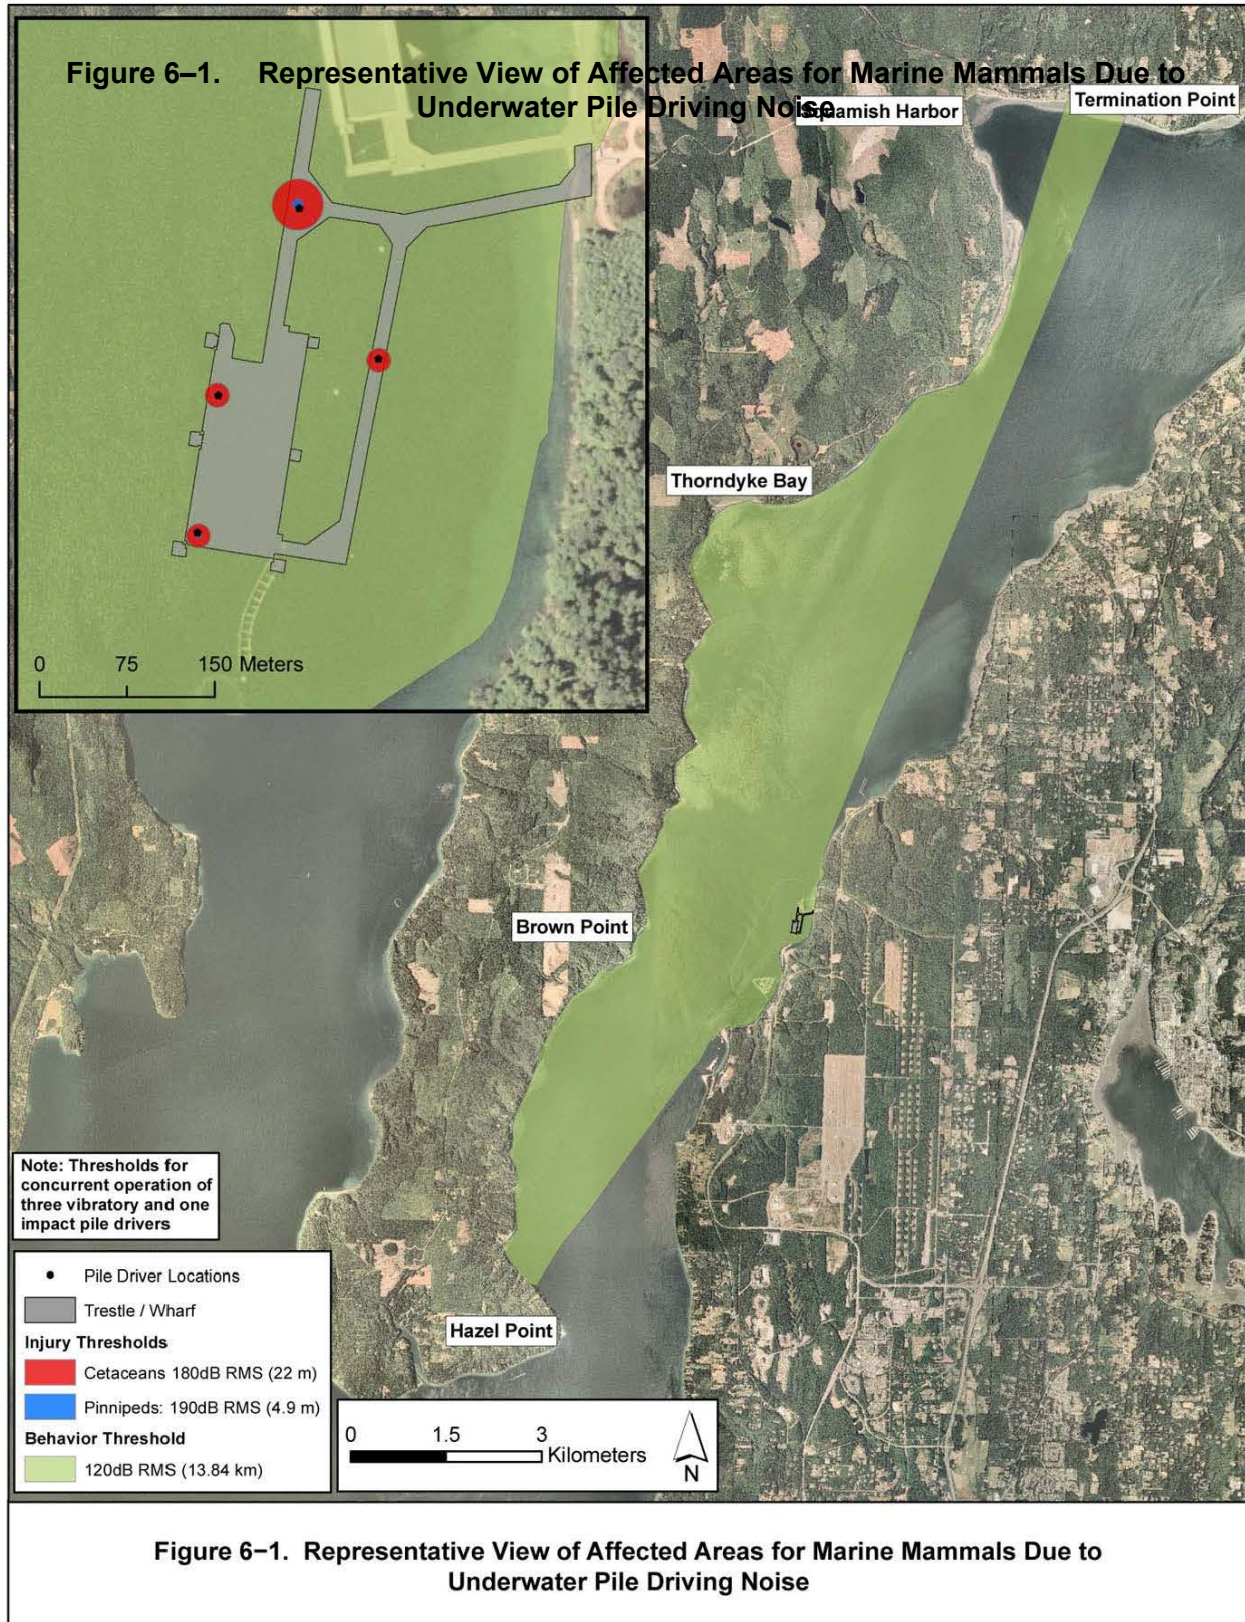 Figure 6–1. Representative View of Affected Areas for Marine Mammals Due to
Underwater Pile Driving Noise
Squamish Harbor
Termination Point
Thorndyke Bay
0 75 150 Meters
Brown Point
Hazel Point
Note: Thresholds for
concurrent operation of
three vibratory and one
impact pile drivers
Pile Driver Locations
Trestle / Wharf
Injury Thresholds
Cetaceans 180dB RMS (22 m)
Pinnipeds: 190dB RMS (4.9 m)
Behavior Threshold
120dB RMS (13.84 km)
0 1.5 3
Kilometers
N
Figure 6−1. Representative View of Affected Areas for Marine Mammals Due to
Underwater Pile Driving Noise